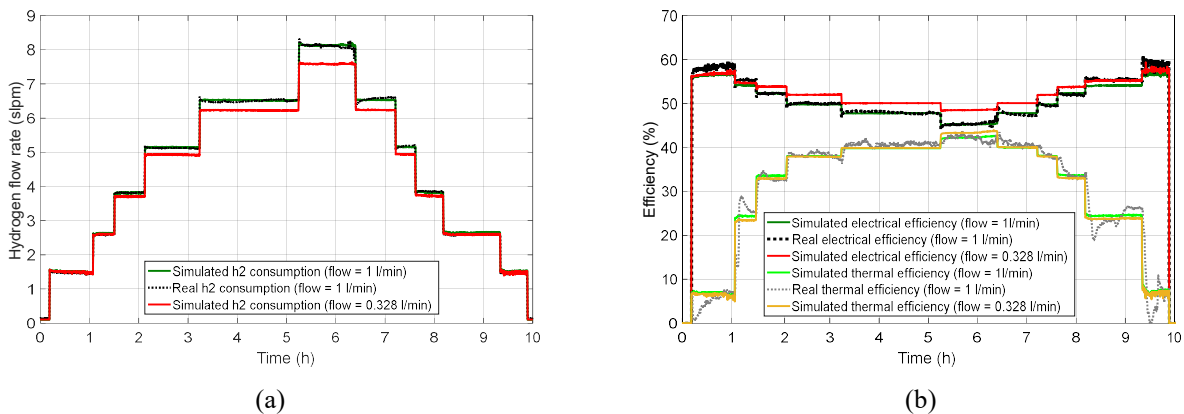 9
8
7
6
5
4
3
2
1
0
Hydrogen flow rate (slpm)
Simulated h2 consumption (flow = 1 l/min)
Real h2 consumption (flow = 1 l/min)
Simulated h2 consumption (flow = 0.328 l/min)
0 1 2 3 4 5 6 7 8 9 10
Time (h)
(a)
70
60
50
40
30
20
10
0
Efficiency (%)
Simulated electrical efficiency (flow = 1l/min)
Real electrical efficiency (flow = 1 l/min)
Simulated electrical efficiency (flow = 0.328 l/min)
Simulated thermal efficiency (flow = 1l/min)
Real thermal efficiency (flow = 1 l/min)
Simulated thermal efficiency (flow = 0.328 l/min)
0 1 2 3 4 5 6 7 8 9 10
Time (h)
(b)